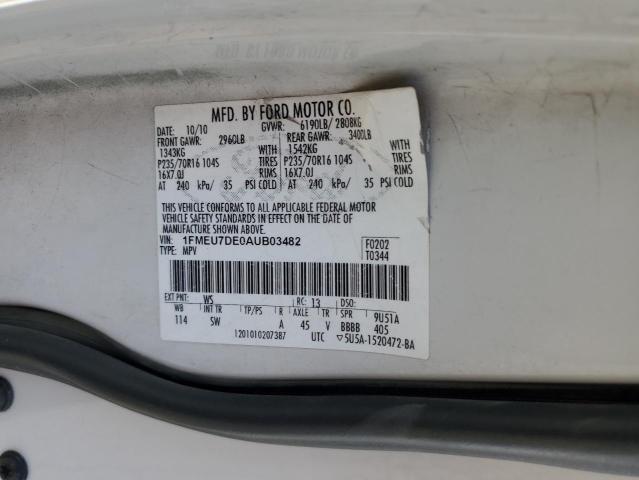 MFD. BY FORD MOTOR CO.
DATE: 10/10 GVWR: 6190LB/ 2808KG
FRONT GAWR: 2960LB REAR GAWR: 3400LB
1343KG WITH 1542KG WITH
P235/70R16 104S TIRES P235/70R16 104S TIRES
16X7.0J RIMS 16X7.0J RIMS
AT 240 kPa/ 35 PSI COLD AT 240 kPa/ 35 PSI COLD
THIS VEHICLE CONFORMS TO ALL APPLICABLE FEDERAL MOTOR
VEHICLE SAFETY STANDARDS IN EFFECT ON THE DATE OF
MANUFACTURE SHOWN ABOVE.
VIN: 1FMEU7DE0AUB03482 F0202
TYPE: MPV T0344
EXT PNT: WS RC: 13 DSO:
WB INT TR TP/PS R AXLE TR SPR 9U51A
114 SW A 45 V BBBB 405
1201010207387 UTC ▽5U5A-1520472-BA